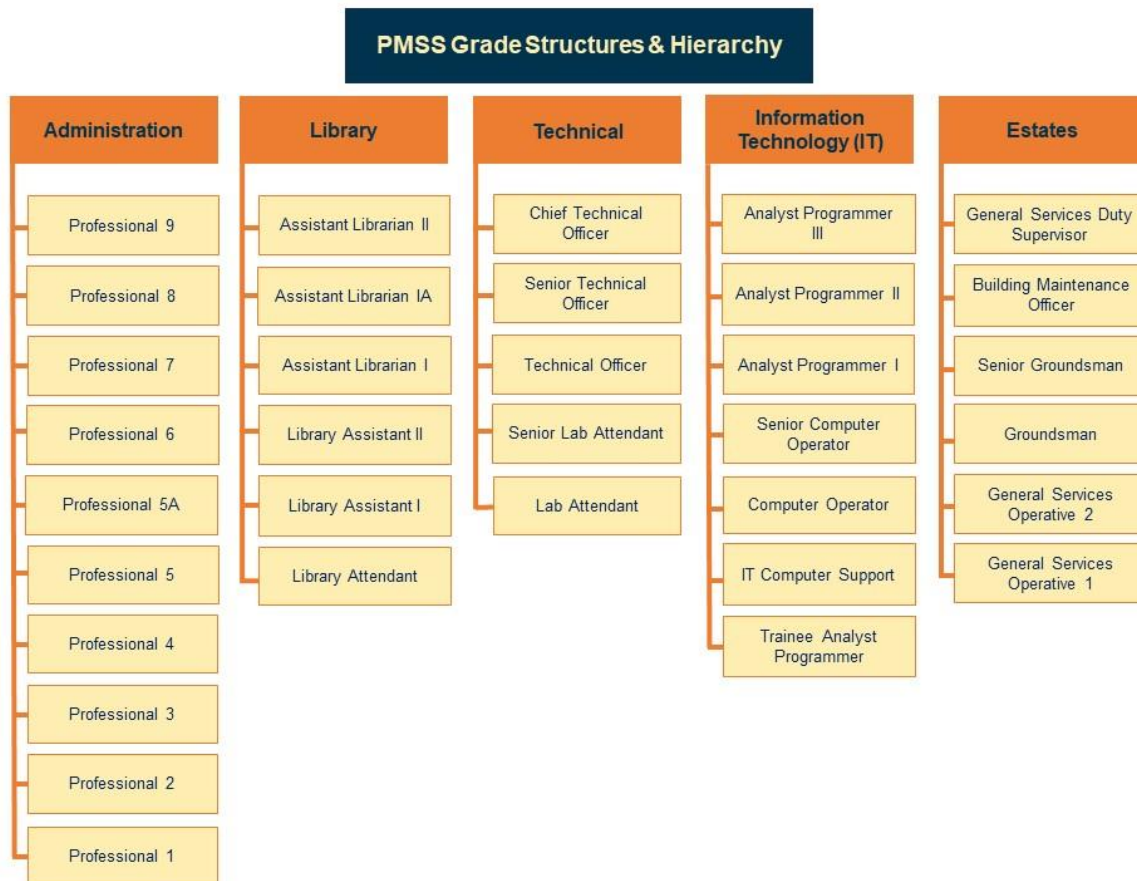 PMSS Grade Structures & Hierarchy
Administration
Professional 9
Professional 8
Professional 7
Professional 6
Professional 5A
Professional 5
Professional 4
Professional 3
Professional 2
Professional 1
Library
Assistant Librarian II
Assistant Librarian IA
Assistant Librarian I
Library Assistant II
Library Assistant I
Library Attendant
Technical
Chief Technical
Officer
Senior Technical
Officer
Technical Officer
Senior Lab Attendant
Lab Attendant
Information
Technology (IT)
Analyst Programmer
III
Analyst Programmer II
Analyst Programmer I
Senior Computer
Operator
Computer Operator
IT Computer Support
Trainee Analyst
Programmer
Estates
General Services Duty
Supervisor
Building Maintenance
Officer
Senior Groundsman
Groundsman
General Services
Operative 2
General Services
Operative 1